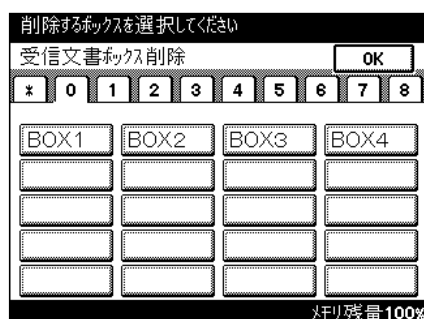 削除するボックスを選択してください
受信文書ボックス削除 OK
* 0 1 2 3 4 5 6 7 8
BOX1 BOX2 BOX3 BOX4
メモリ残量100%